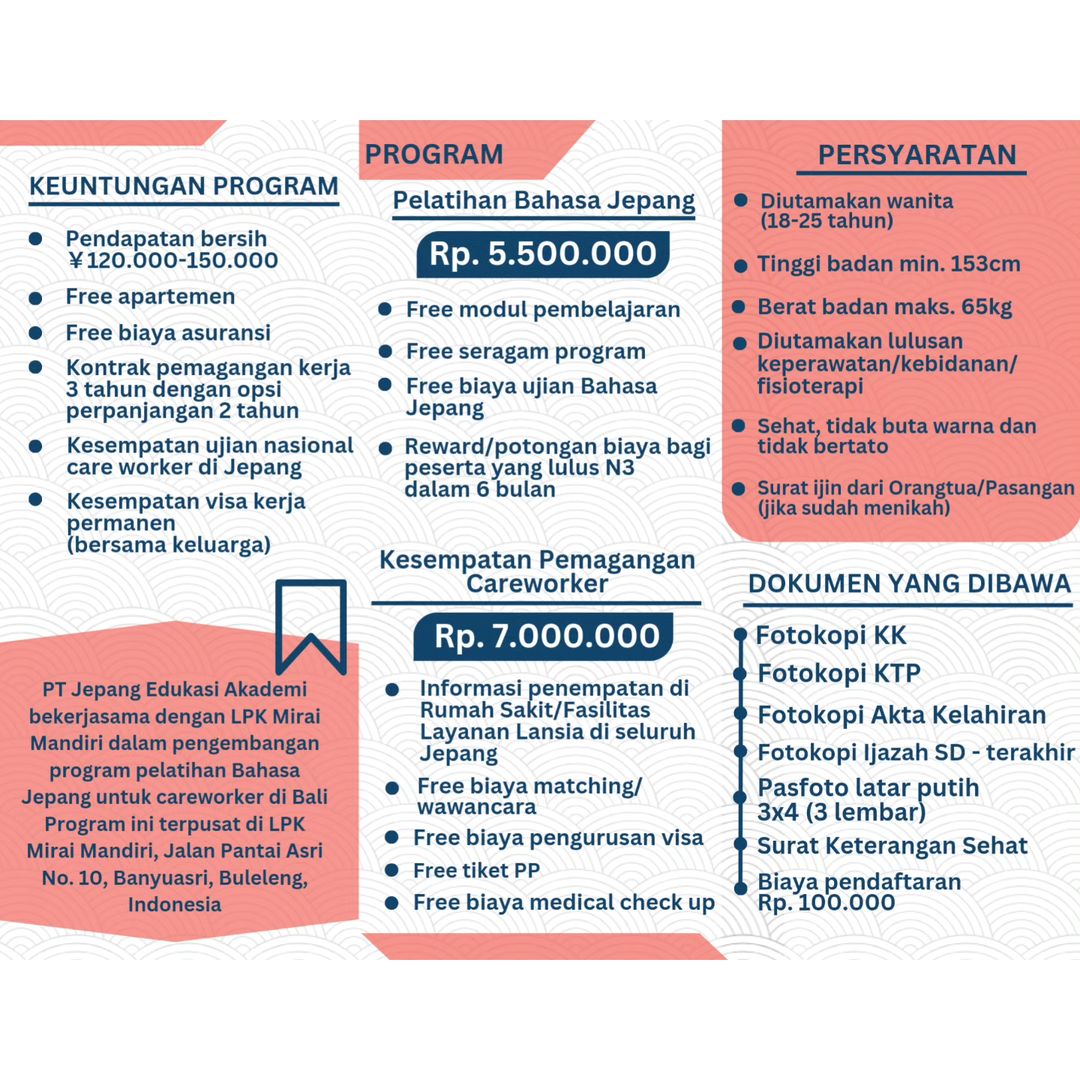 KEUNTUNGAN PROGRAM
Pendapatan bersih
¥120.000-150.000
Free apartemen
Free biaya asuransi
Kontrak pemagangan kerja
3 tahun dengan opsi
perpanjangan 2 tahun
Kesempatan ujian nasional
care worker di Jepang
Kesempatan visa kerja
permanen
(bersama keluarga)
PT Jepang Edukasi Akademi
bekerjasama dengan LPK Mirai
Mandiri dalam pengembangan
program pelatihan Bahasa
Jepang untuk careworker di Bali
Program ini terpusat di LPK
Mirai Mandiri, Jalan Pantai Asri
No. 10, Banyuasri, Buleleng,
Indonesia
PROGRAM
Pelatihan Bahasa Jepang
Rp. 5.500.000
Free modul pembelajaran
Free seragam program
Free biaya ujian Bahasa
Jepang
Reward/potongan biaya bagi
peserta yang lulus N3
dalam 6 bulan
Kesempatan Pemagangan
Careworker
Rp. 7.000.000
Informasi penempatan di
Rumah Sakit/Fasilitas
Layanan Lansia di seluruh
Jepang
Free biaya matching/
wawancara
Free biaya pengurusan visa
Free tiket PP
Free biaya medical check up
PERSYARATAN
Diutamakan wanita
(18-25 tahun)
Tinggi badan min. 153cm
Berat badan maks. 65kg
Diutamakan lulusan
keperawatan/kebidanan/
fisioterapi
Sehat, tidak buta warna dan
tidak bertato
Surat ijin dari Orangtua/Pasangan
(jika sudah menikah)
DOKUMEN YANG DIBAWA
Fotokopi KK
Fotokopi KTP
Fotokopi Akta Kelahiran
Fotokopi Ijazah SD - terakhir
Pasfoto latar putih
3x4 (3 lembar)
Surat Keterangan Sehat
Biaya pendaftaran
Rp. 100.000